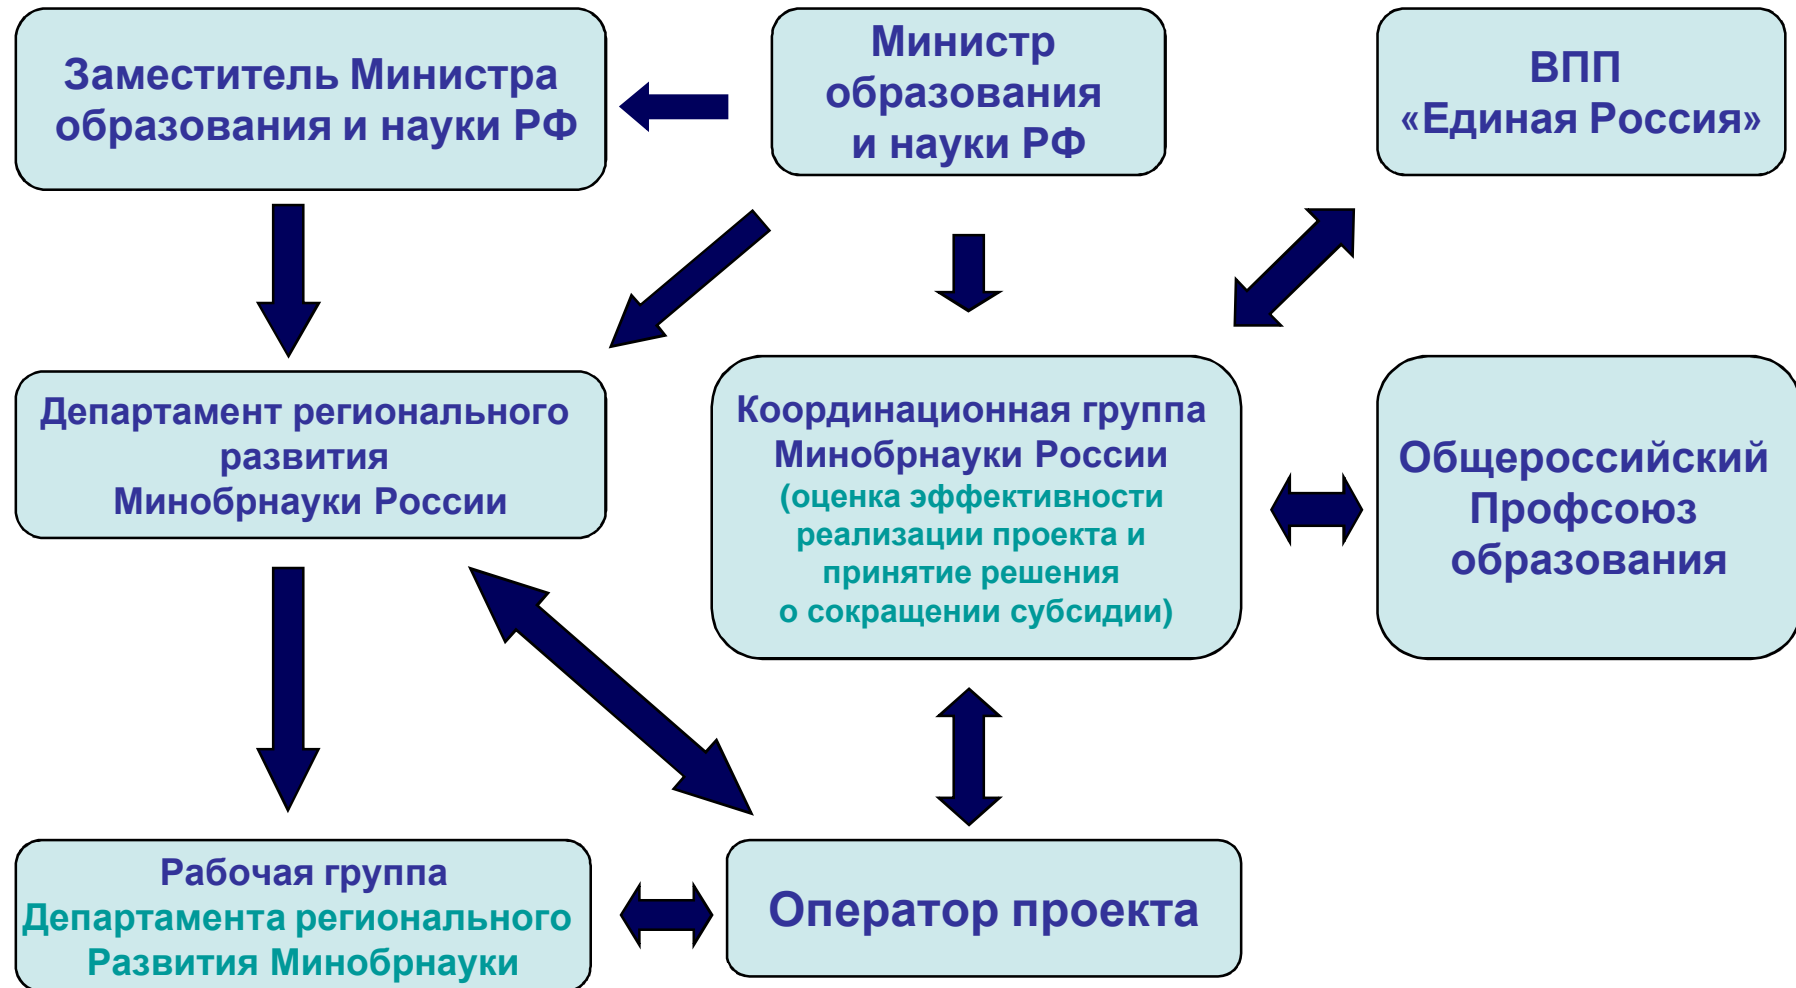 Заместитель Министра
образования и науки РФ
Министр
образования
и науки РФ
ВПП
«Единая Россия»
Департамент регионального
развития
Минобрнауки России
Координационная группа
Минобрнауки России
(оценка эффективности
реализации проекта и
принятие решения
о сокращении субсидии)
Общероссийский
Профсоюз
образования
Рабочая группа
Департамента регионального
Развития Минобрнауки
Оператор проекта